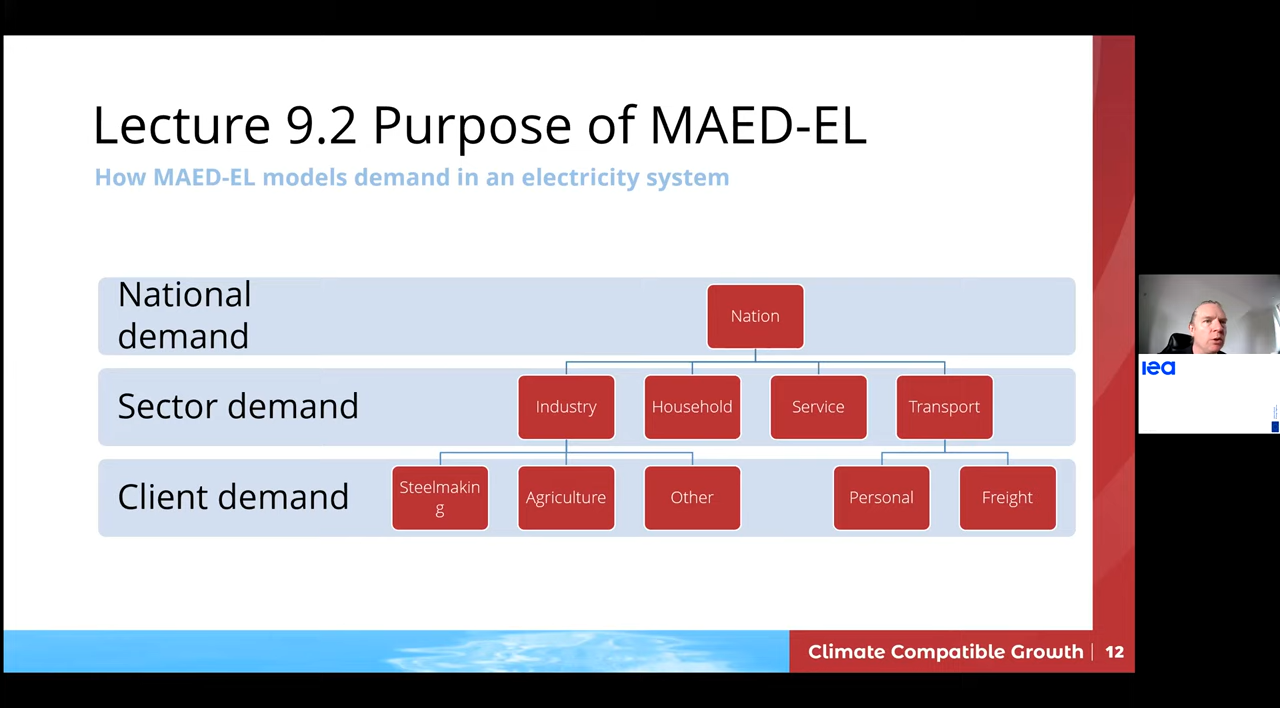 Lecture 9.2 Purpose of MAED-EL
How MAED-EL models demand in an electricity system
National
demand
Nation
Sector demand
Industry
Household
Service
Transport
Client demand
Steelmakin
g
Agriculture
Other
Personal
Freight
Climate Compatible Growth
12
iea